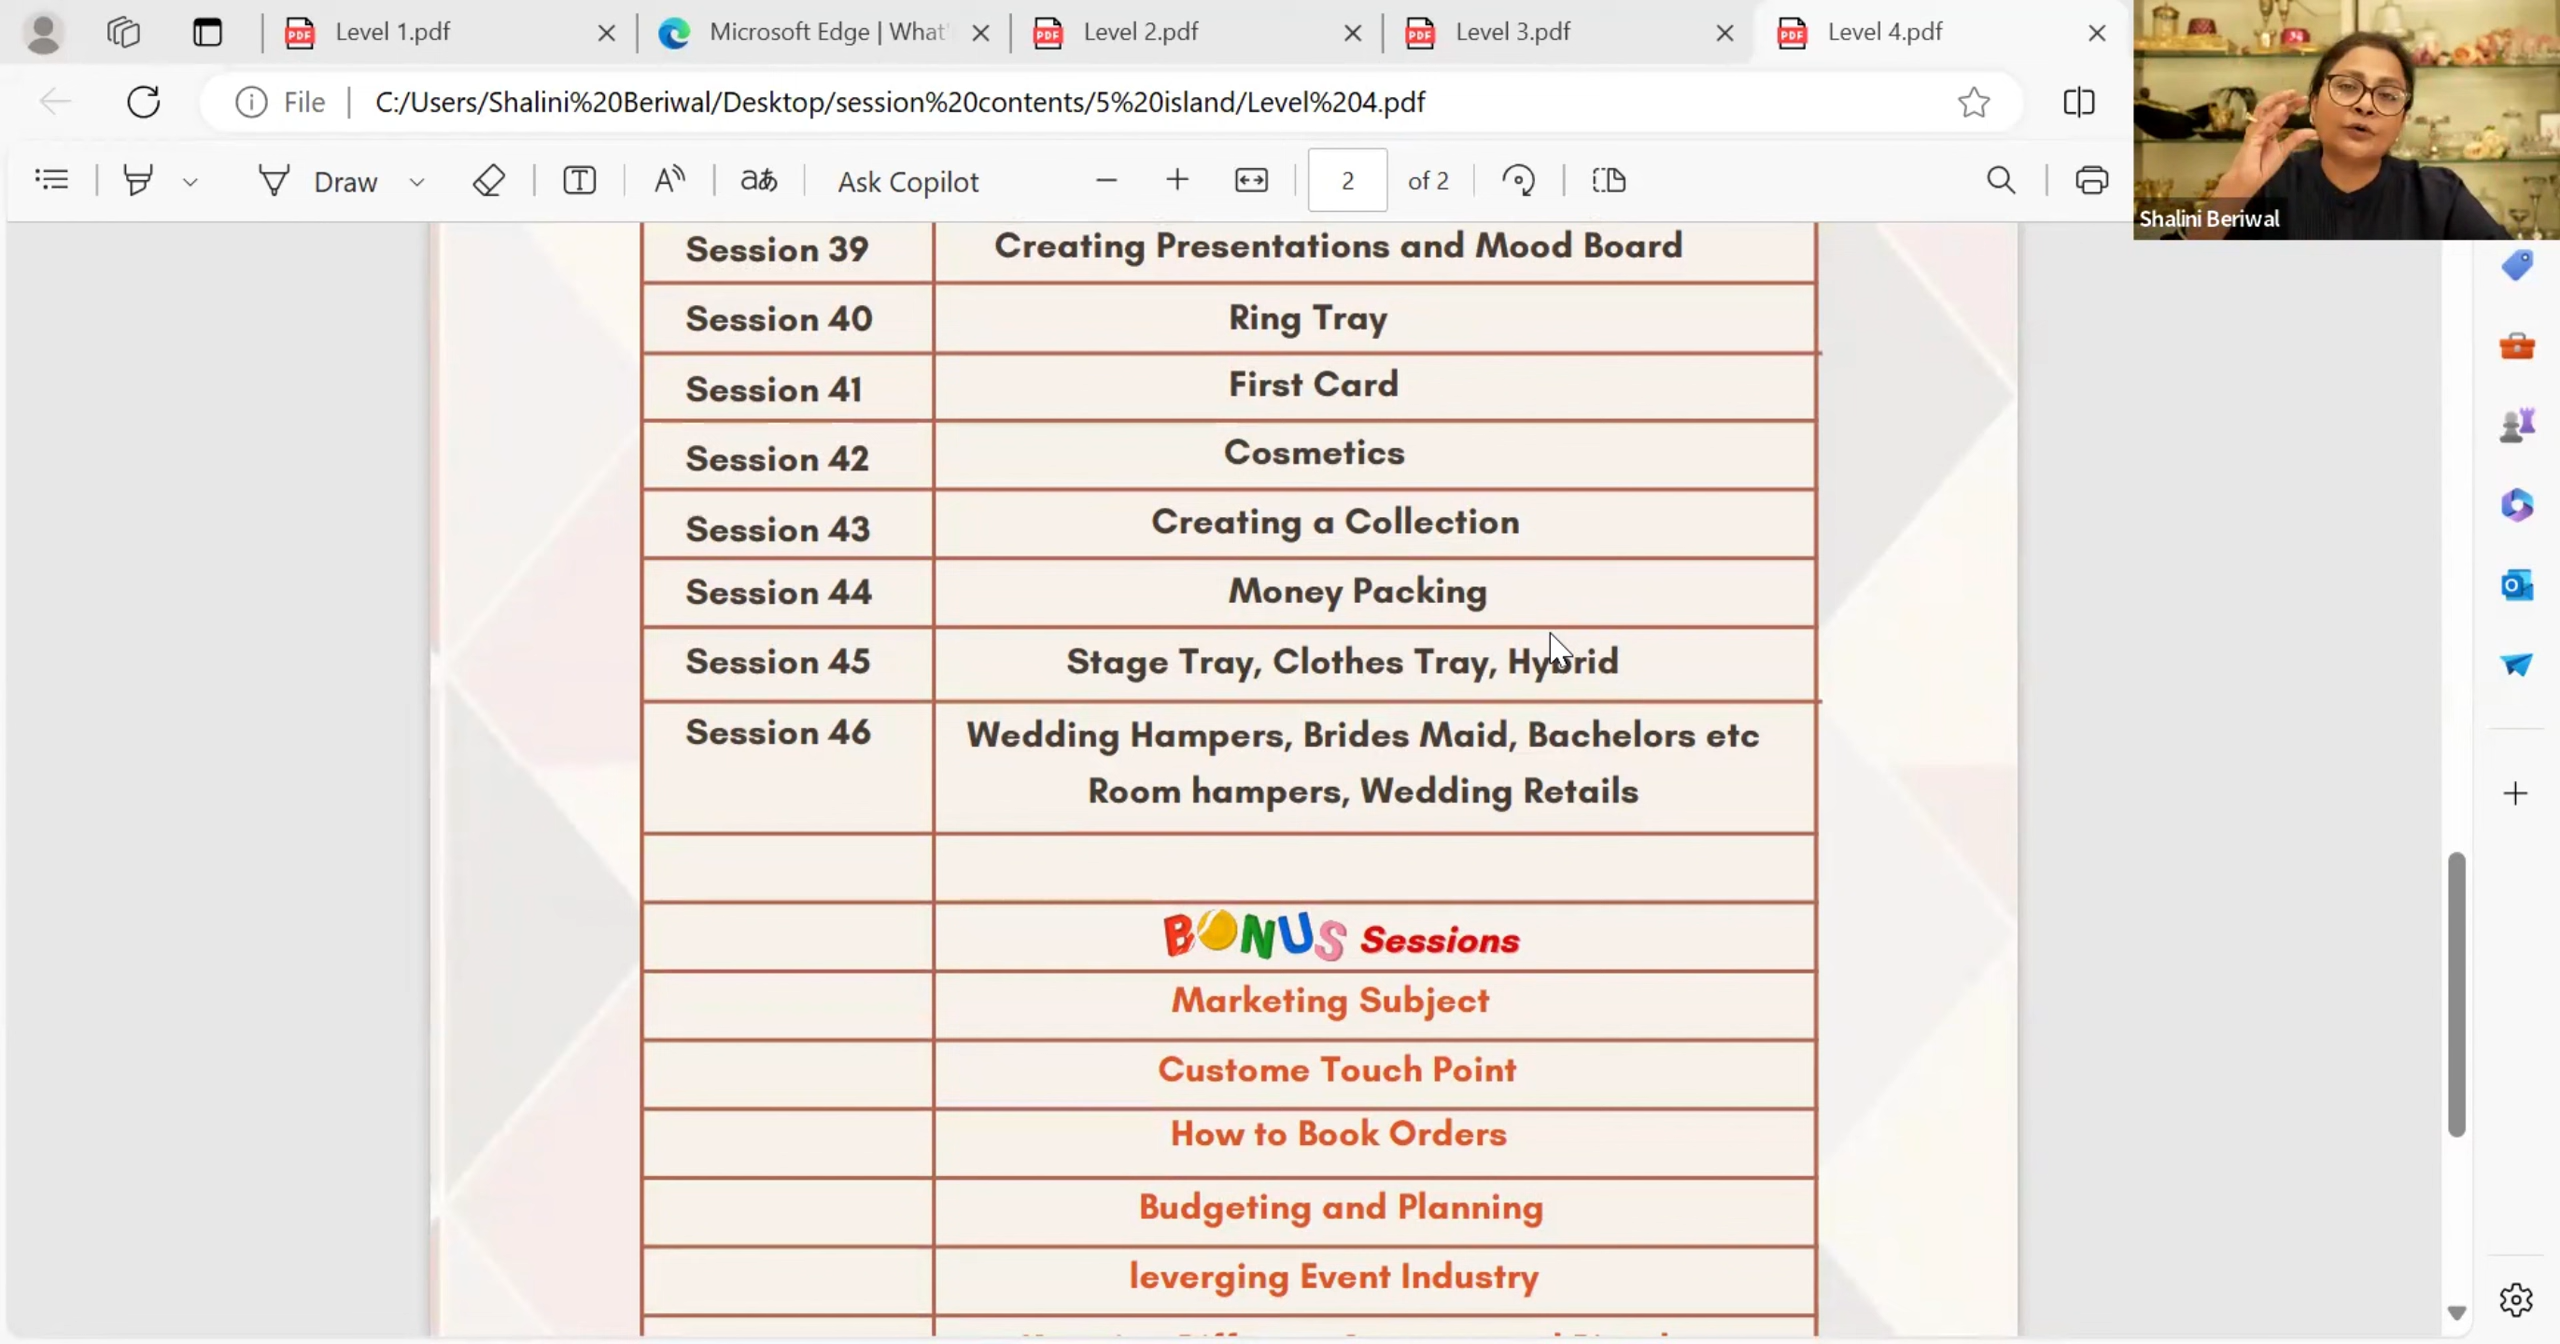 Level 1.pdf
Microsoft Edge | What'
Level 2.pdf
Level 3.pdf
Level 4.pdf
File
C:/Users/Shalini%20Beriwal/Desktop/session%20contents/5%20island/Level%204.pdf
Draw
Ask Copilot
2 of 2
Shalini Beriwal
Session 39 Creating Presentations and Mood Board
Session 40 Ring Tray
Session 41 First Card
Session 42 Cosmetics
Session 43 Creating a Collection
Session 44 Money Packing
Session 45 Stage Tray, Clothes Tray, Hybrid
Session 46 Wedding Hampers, Brides Maid, Bachelors etc
Room hampers, Wedding Retails
BONUS Sessions
Marketing Subject
Custome Touch Point
How to Book Orders
Budgeting and Planning
leverging Event Industry